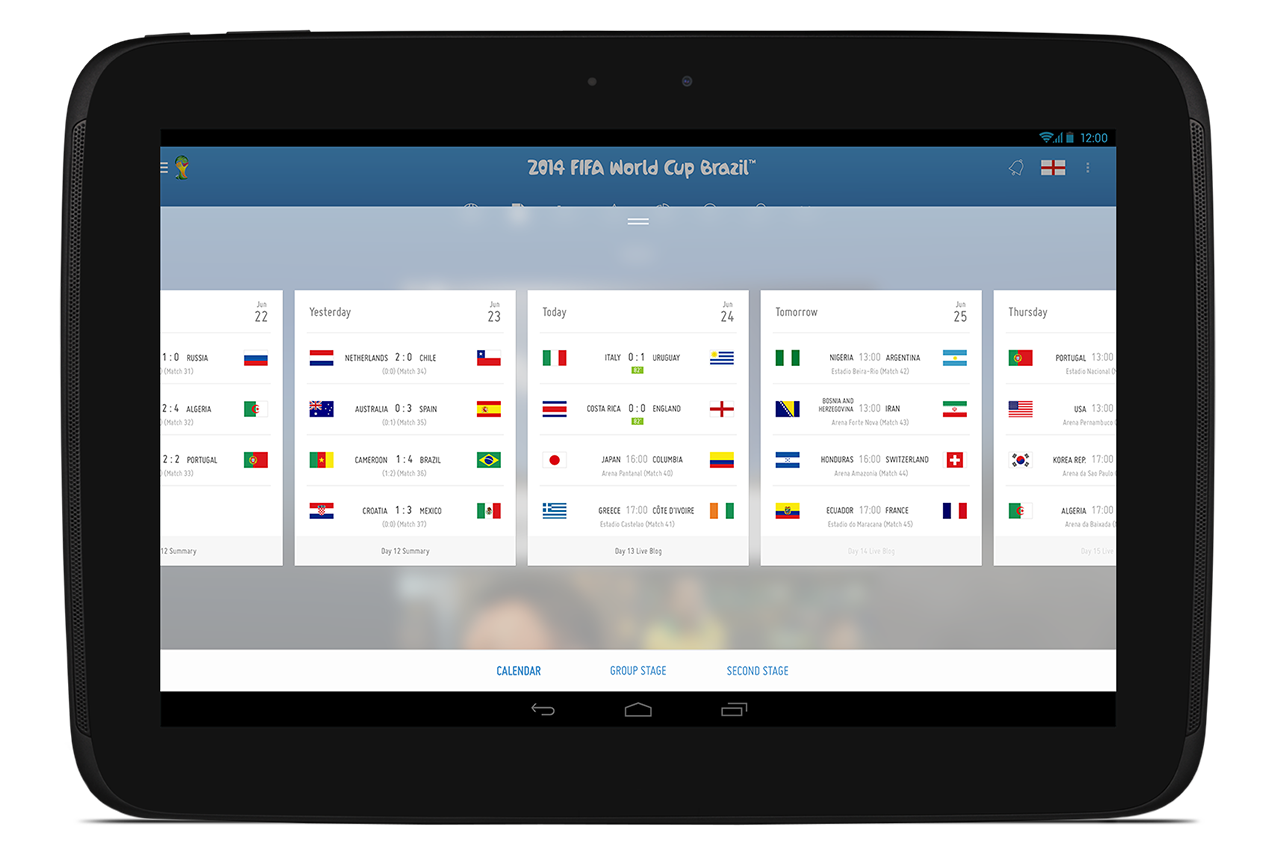 12:00
2014 FIFA World Cup Brazil™
Jun
22
1:0 RUSSIA
(0:0) (Match 31)
2:4 ALGERIA
(Match 32)
2:2 PORTUGAL
(Match 33)
12 Summary
Yesterday
Jun
23
NETHERLANDS 2:0 CHILE
(0:0) (Match 34)
AUSTRALIA 0:3 SPAIN
(0:1) (Match 35)
CAMEROON 1:4 BRAZIL
(1:2) (Match 36)
CROATIA 1:3 MEXICO
(0:0) (Match 37)
Day 12 Summary
Today
Jun
24
ITALY 0:1 URUGUAY
82'
COSTA RICA 0:0 ENGLAND
82'
JAPAN 16:00 COLUMBIA
Arena Pantanal (Match 40)
GREECE 17:00 CÔTE D'IVOIRE
Estadio Castelao (Match 41)
Day 13 Live Blog
Tomorrow
Jun
25
NIGERIA 13:00 ARGENTINA
Estadio Beira-Rio (Match 42)
BOSNIA AND
HERZEGOVINA 13:00 IRAN
Arena Forte Nova (Match 43)
HONDURAS 16:00 SWITZERLAND
Arena Amazonia (Match 44)
ECUADOR 17:00 FRANCE
Estadio do Maracana (Match 45)
Day 14 Live Blog
Thursday
PORTUGAL 13:00
Estadio Nacional
USA 13:00
Arena Pernambuco
KOREA REP. 17:00
Arena da Sao Paulo
ALGERIA 17:00
Arena da Baixada
Day 15 Live
CALENDAR
GROUP STAGE
SECOND STAGE